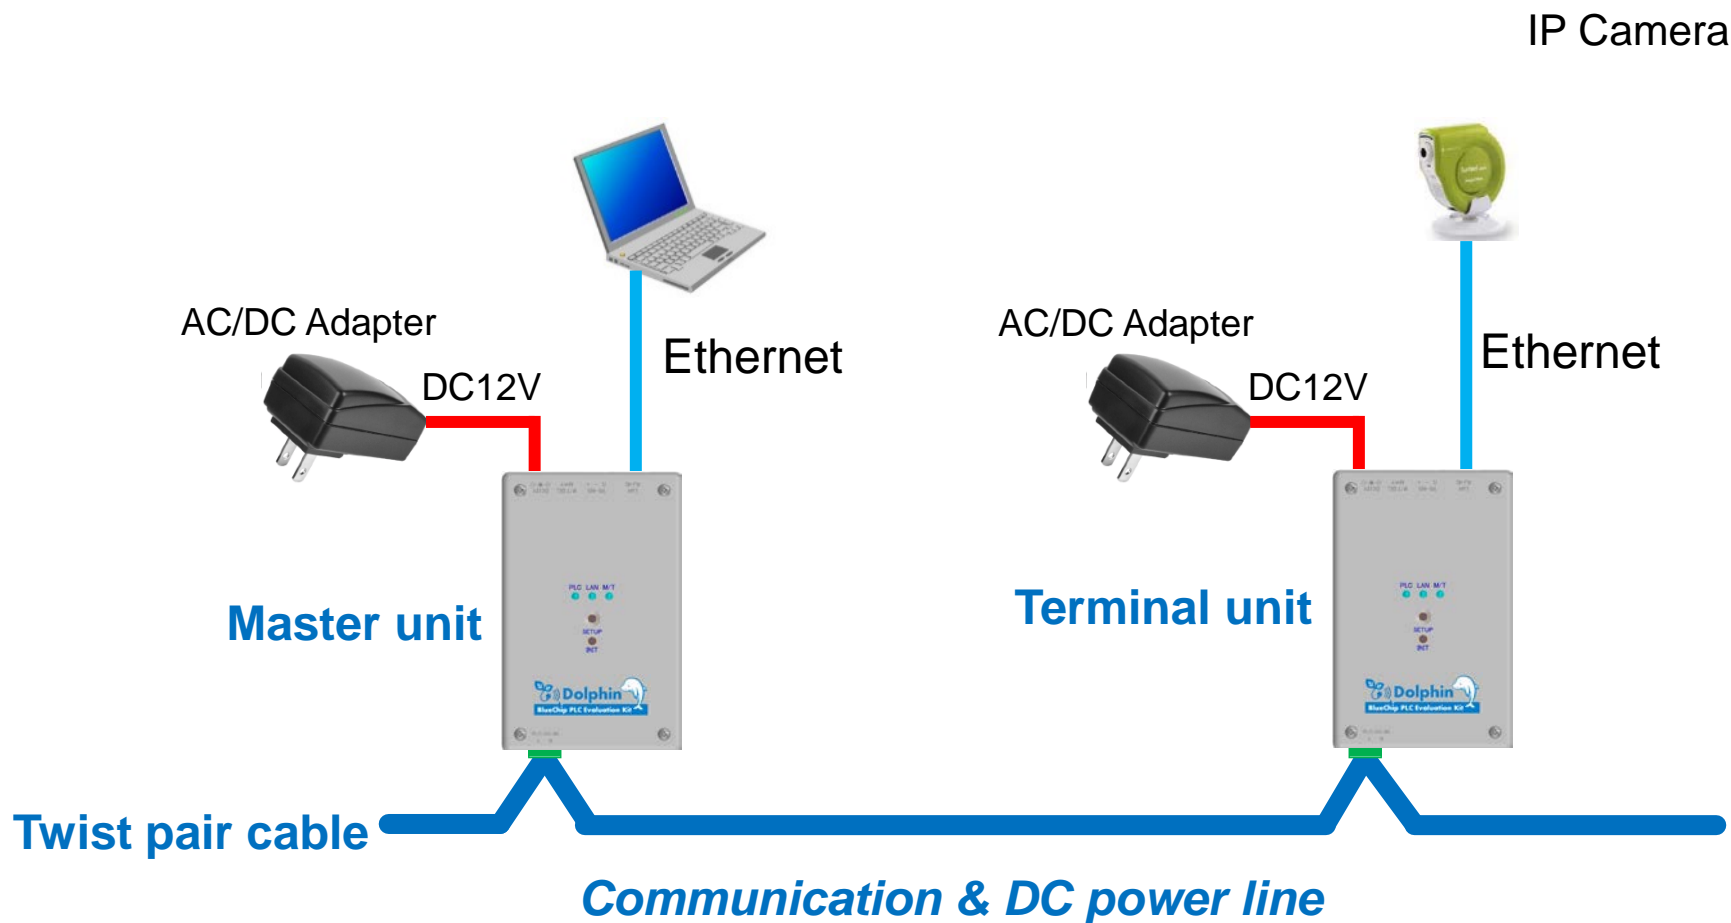 IP Camera
AC/DC Adapter
DC12V
Ethernet
AC/DC Adapter
DC12V
Ethernet
Master unit
PLC LAN M/T
SETUP
INIT
Dolphin
BlueChip PLC Evaluation Kit
Terminal unit
PLC LAN M/T
SETUP
INIT
Dolphin
BlueChip PLC Evaluation Kit
Twist pair cable
Communication & DC power line